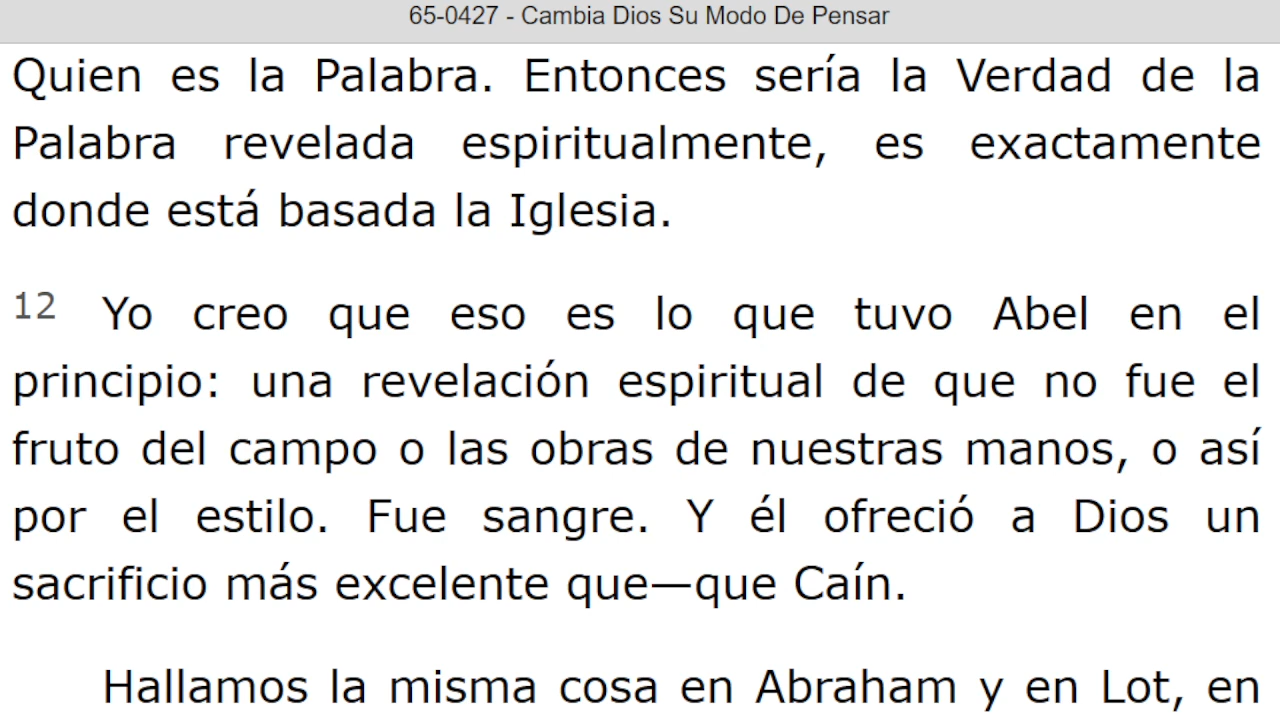 65-0427 - Cambia Dios Su Modo De Pensar
Quien es la Palabra. Entonces sería la Verdad de la
Palabra revelada espiritualmente, es exactamente
donde está basada la Iglesia.
12 Yo creo que eso es lo que tuvo Abel en el
principio: una revelación espiritual de que no fue el
fruto del campo o las obras de nuestras manos, o así
por el estilo. Fue sangre. Y él ofreció a Dios un
sacrificio más excelente que—que Caín.
Hallamos la misma cosa en Abraham y en Lot, en